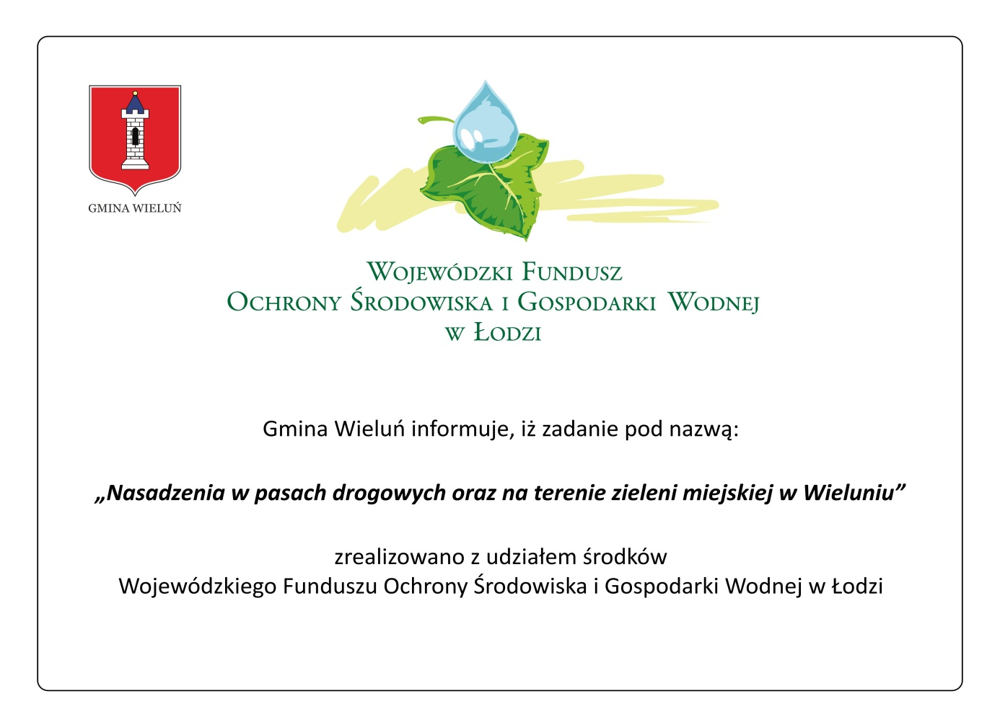 GMINA WIELUŃ
Wojewódzki Fundusz
Ochrony Środowiska i Gospodarki Wodnej
w Łodzi
Gmina Wieluń informuje, iż zadanie pod nazwą:
„Nasadzenia w pasach drogowych oraz na terenie zieleni miejskiej w Wieluniu”
zrealizowano z udziałem środków
Wojewódzkiego Funduszu Ochrony Środowiska i Gospodarki Wodnej w Łodzi